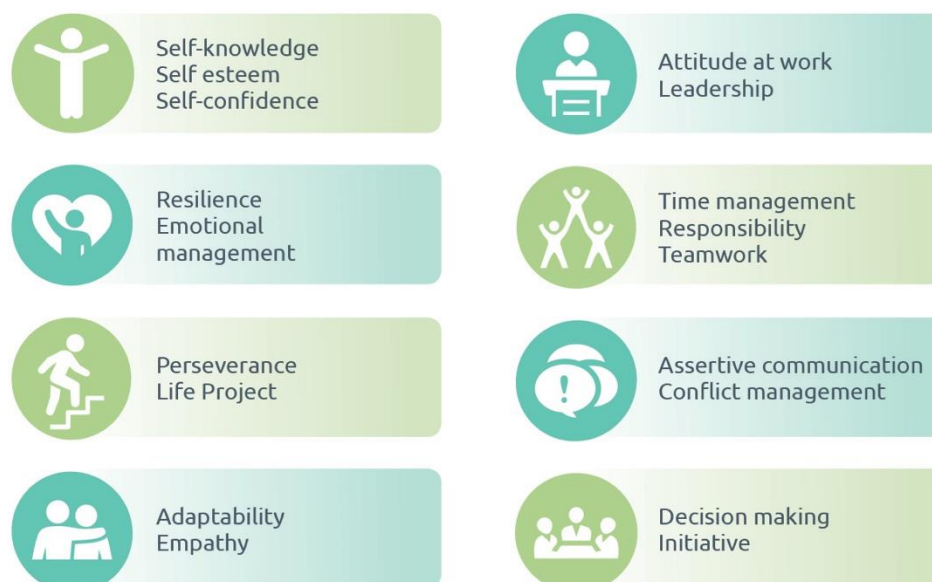 Self-knowledge
Self esteem
Self-confidence
Resilience
Emotional
management
Perseverance
Life Project
Adaptability
Empathy
Attitude at work
Leadership
Time management
Responsibility
Teamwork
Assertive communication
Conflict management
Decision making
Initiative